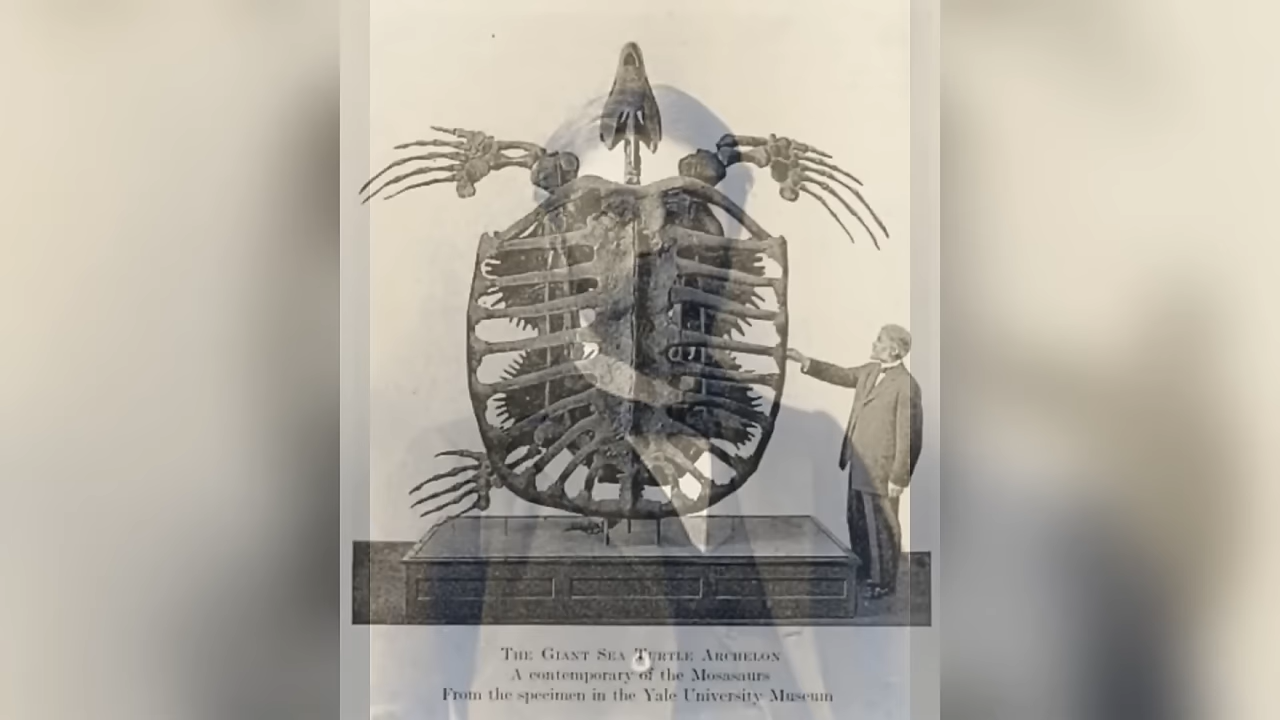 The Giant Sea Turtle Archelon
A contemporary of the Mosasaurs
From the specimen in the Yale University Museum